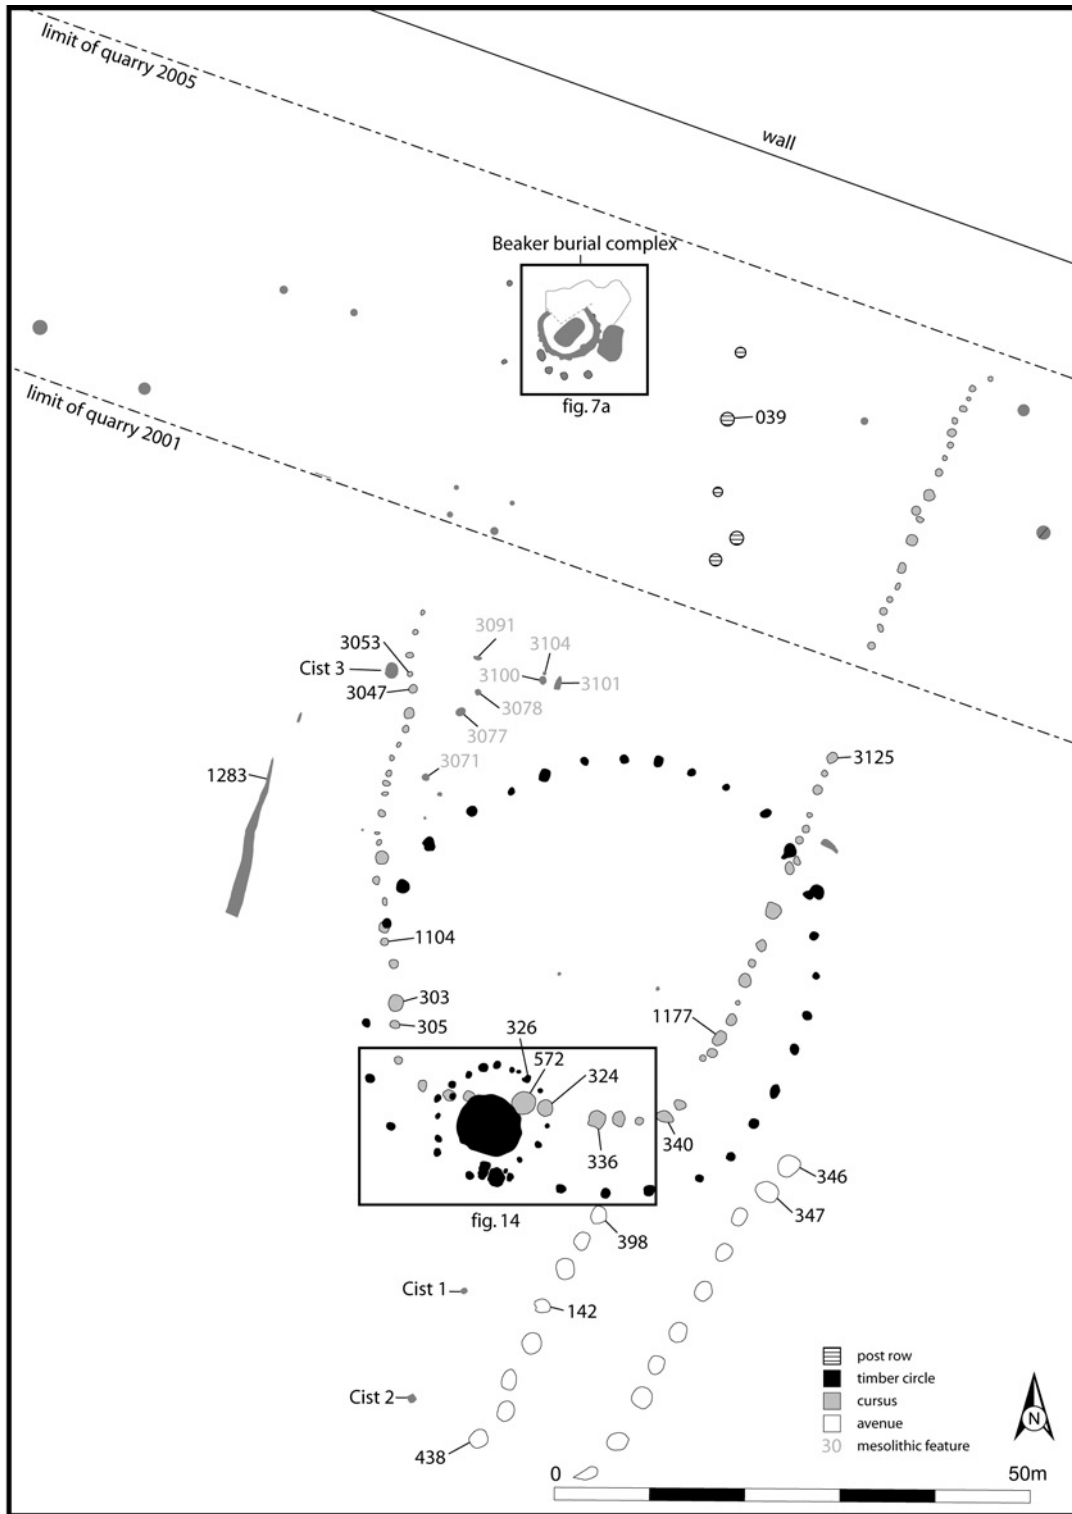 limit of quarry 2005
wall
Beaker burial complex
fig. 7a
039
limit of quarry 2001
3053
3091
3104
Cist 3
3100
3101
3047
3078
3077
3071
1283
3125
1104
303
305
1177
326
572
324
336
340
346
347
fig. 14
398
Cist 1
142
Cist 2
438
post row
timber circle
cursus
avenue
30 mesolithic feature
N
0 50m